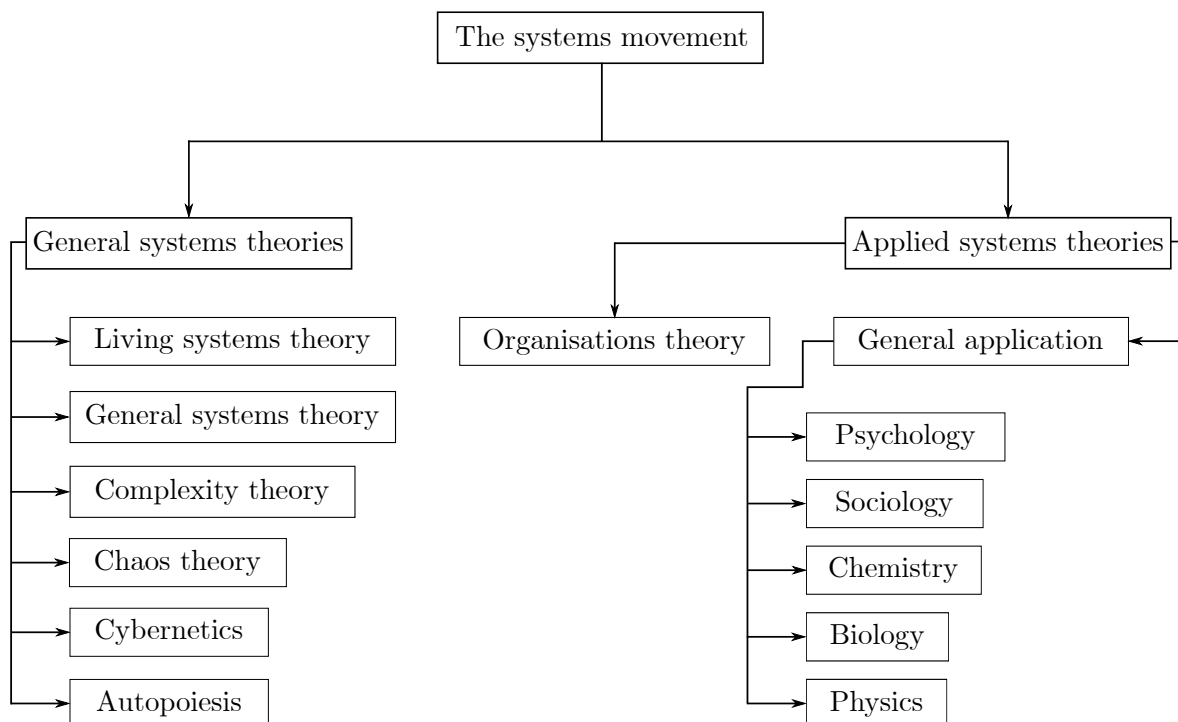 The systems movement
General systems theories
Applied systems theories
Living systems theory
Organisations theory
General application
General systems theory
Psychology
Complexity theory
Sociology
Chaos theory
Chemistry
Cybernetics
Biology
Autopoiesis
Physics